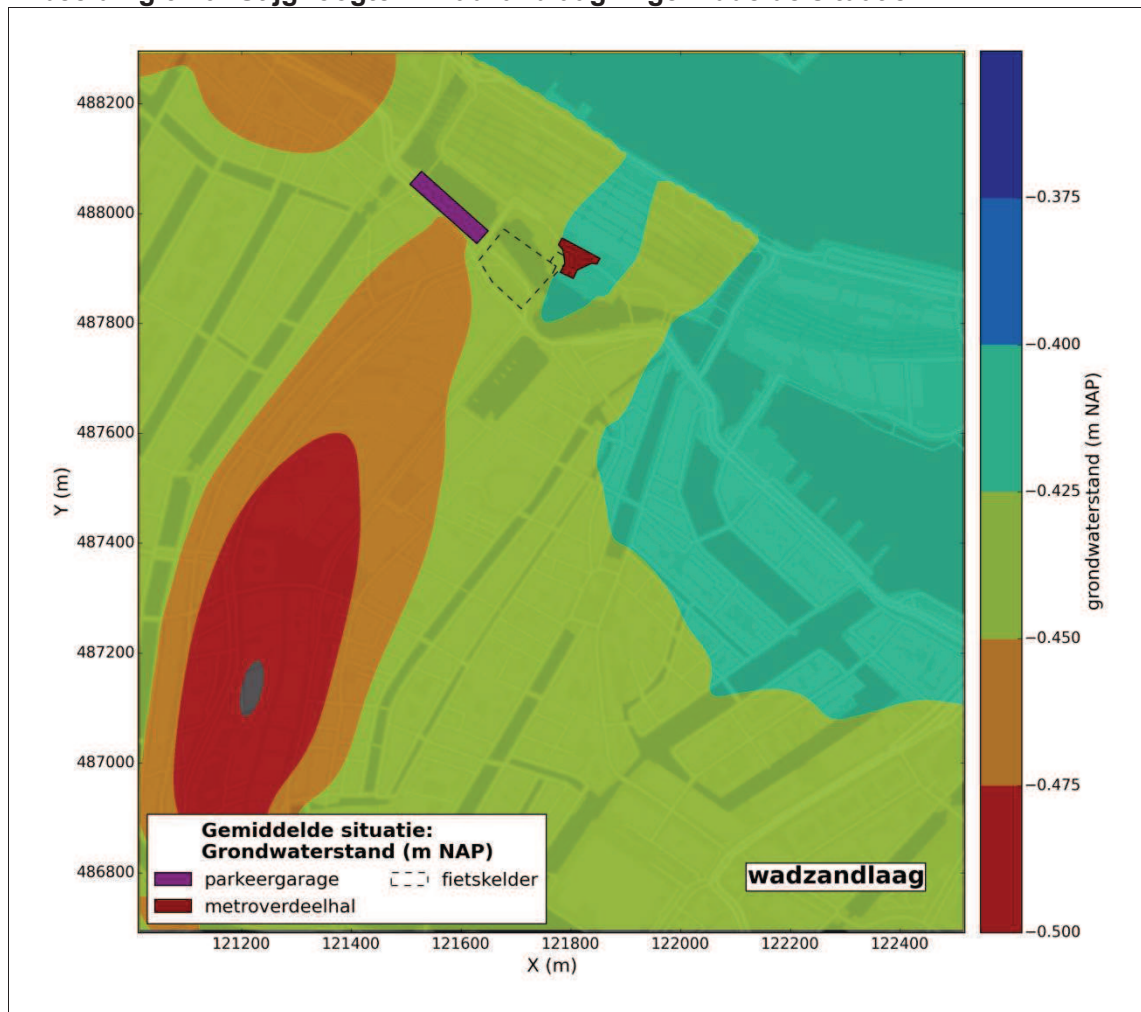 488200
488000
487800
487600
487400
487200
487000
486800
Y (m)
121200 121400 121600 121800 122000 122200 122400
X (m)
−0.375
−0.400
−0.425
−0.450
−0.475
−0.500
grondwaterstand (m NAP)
Gemiddelde situatie:
Grondwaterstand (m NAP)
parkeergarage fietskelder
metroverdeelhal
wadzandlaag